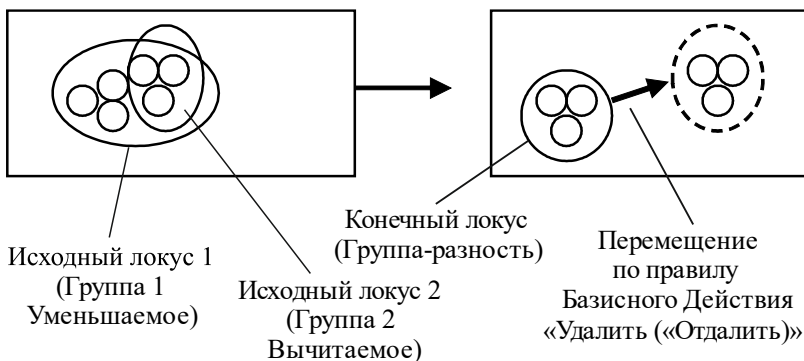 Исходный локус 1
(Группа 1
Уменьшаемое)
Исходный локус 2
(Группа 2
Вычитаемое)
Конечный локус
(Группа-разность)
Перемещение
по правилу
Базисного Действия
«Удалить («Отдалить»)»